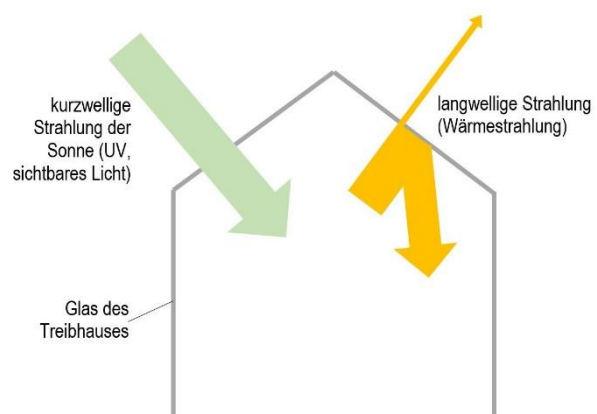 kurzwellige
Strahlung der
Sonne (UV,
sichtbares Licht)
langwellige Strahlung
(Wärmestrahlung)
Glas des
Treibhauses